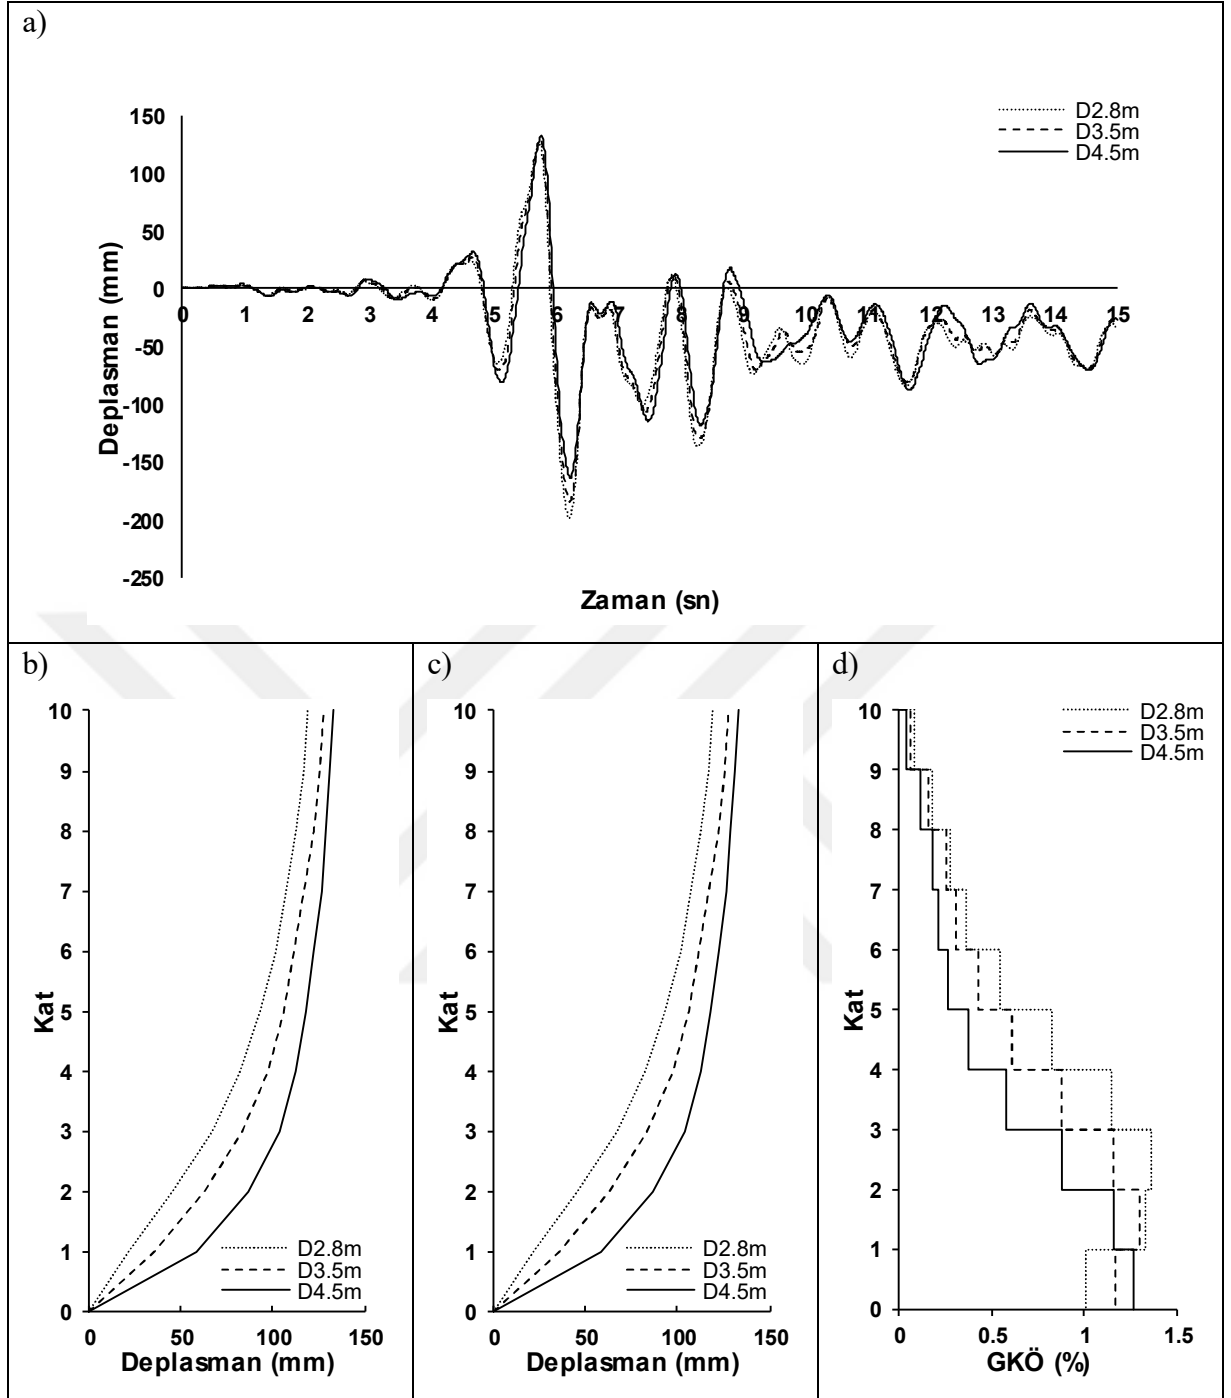 a)
150
100
50
0
-50
-100
-150
-200
-250
Deplasman (mm)
0 1 2 3 4 5 6 7 8 9 10 11 12 13 14 15
Zaman (sn)
D2.8m
D3.5m
D4.5m
b)
10
9
8
7
6
5
4
3
2
1
0
Kat
D2.8m
D3.5m
D4.5m
0 50 100 150
Deplasman (mm)
c)
10
9
8
7
6
5
4
3
2
1
0
Kat
D2.8m
D3.5m
D4.5m
0 50 100 150
Deplasman (mm)
d)
10
9
8
7
6
5
4
3
2
1
0
Kat
D2.8m
D3.5m
D4.5m
0 0.5 1 1.5
GKÖ (%)